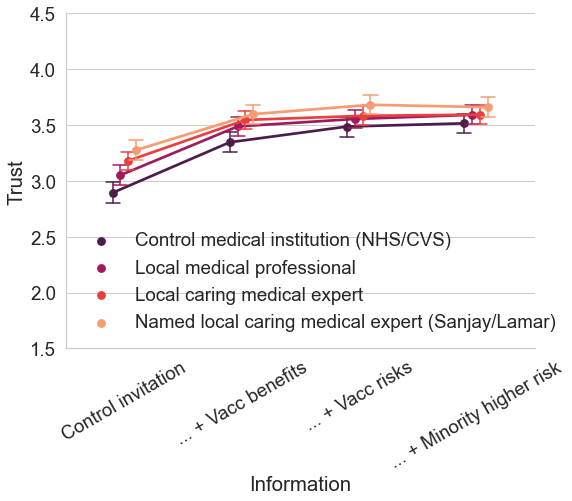 4.5
4.0
3.5
3.0
2.5
2.0
1.5
Trust
Control medical institution (NHS/CVS)
Local medical professional
Local caring medical expert
Named local caring medical expert (Sanjay/Lamar)
Control invitation
... + Vacc benefits
... + Vacc risks
... + Minority higher risk
Information